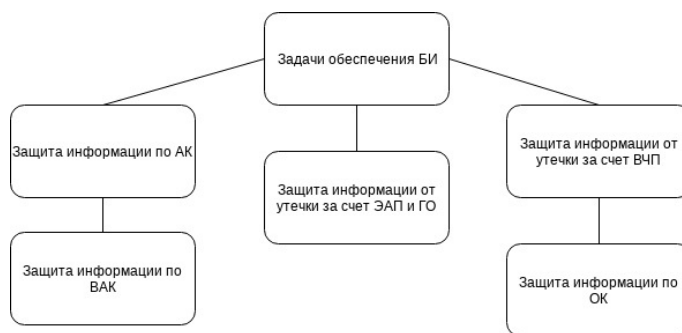 Задачи обеспечения БИ
Защита информации по АК
Защита информации от
утечки за счет ЭАП и ГО
Защита информации от
утечки за счет ВЧП
Защита информации по
ВАК
Защита информации по
ОК